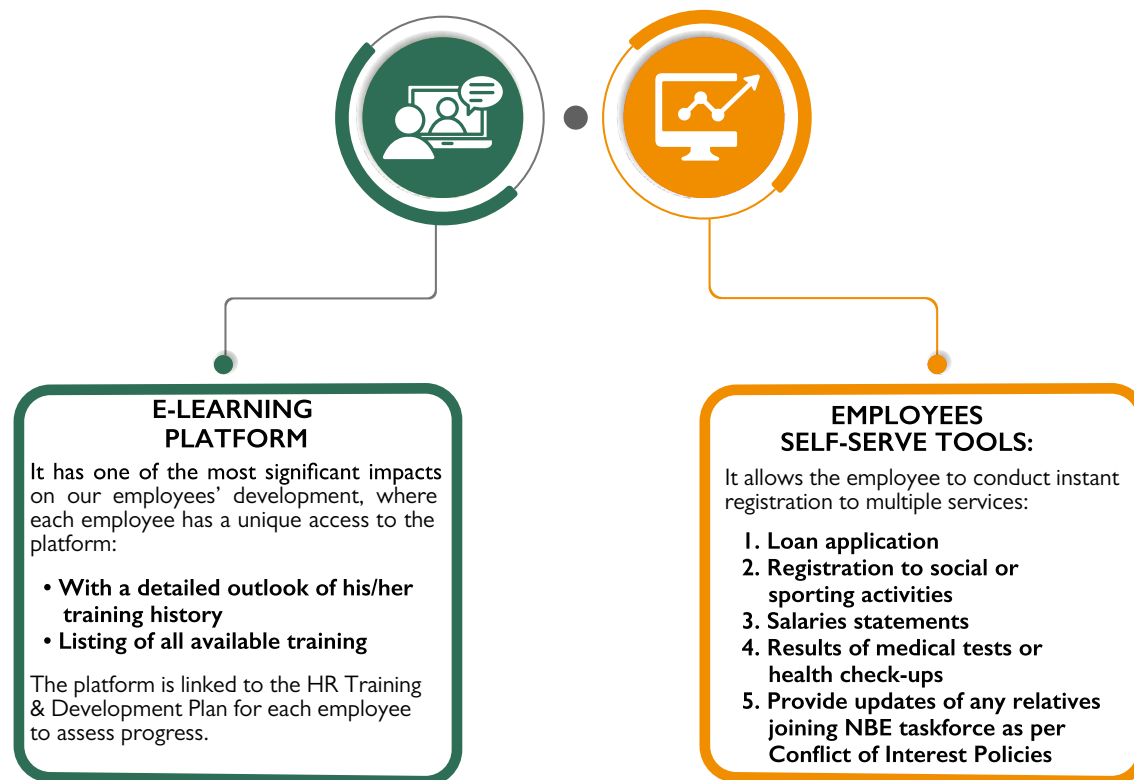 E-LEARNING
PLATFORM
It has one of the most significant impacts
on our employees’ development, where
each employee has a unique access to the
platform:
• With a detailed outlook of his/her
training history
• Listing of all available training
The platform is linked to the HR Training
& Development Plan for each employee
to assess progress.
EMPLOYEES
SELF-SERVE TOOLS:
It allows the employee to conduct instant
registration to multiple services:
1. Loan application
2. Registration to social or
sporting activities
3. Salaries statements
4. Results of medical tests or
health check-ups
5. Provide updates of any relatives
joining NBE taskforce as per
Conflict of Interest Policies